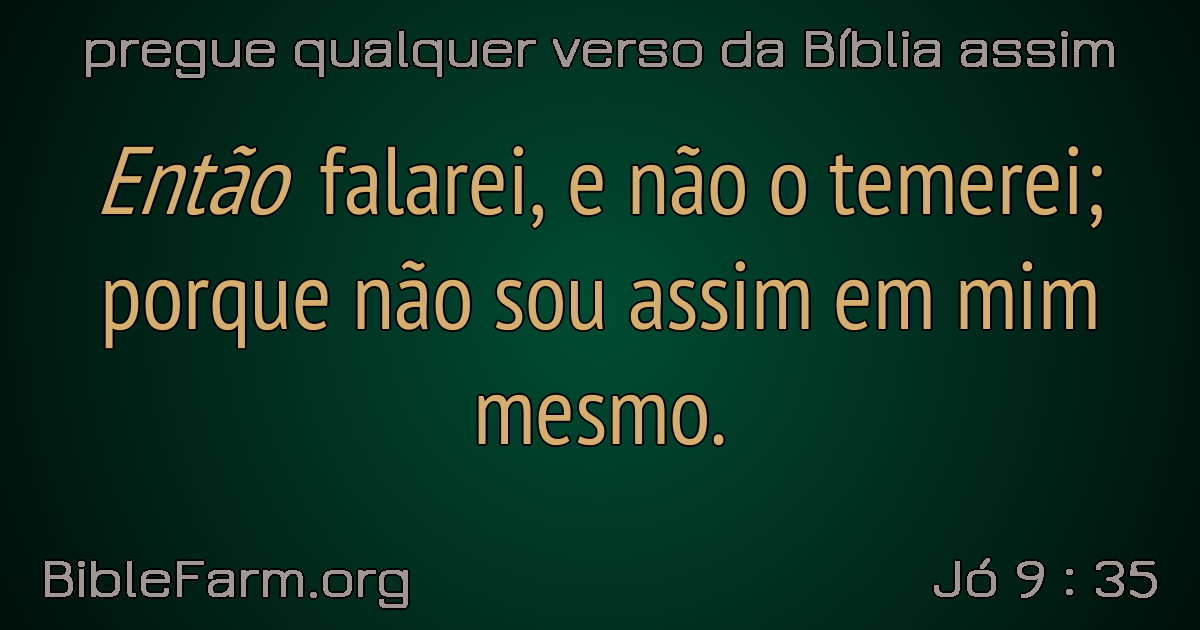 pregue qualquer verso da Bíblia assim
Então falarei, e não o temerei;
porque não sou assim em mim
mesmo.
BibleFarm.org
Jó 9 : 35